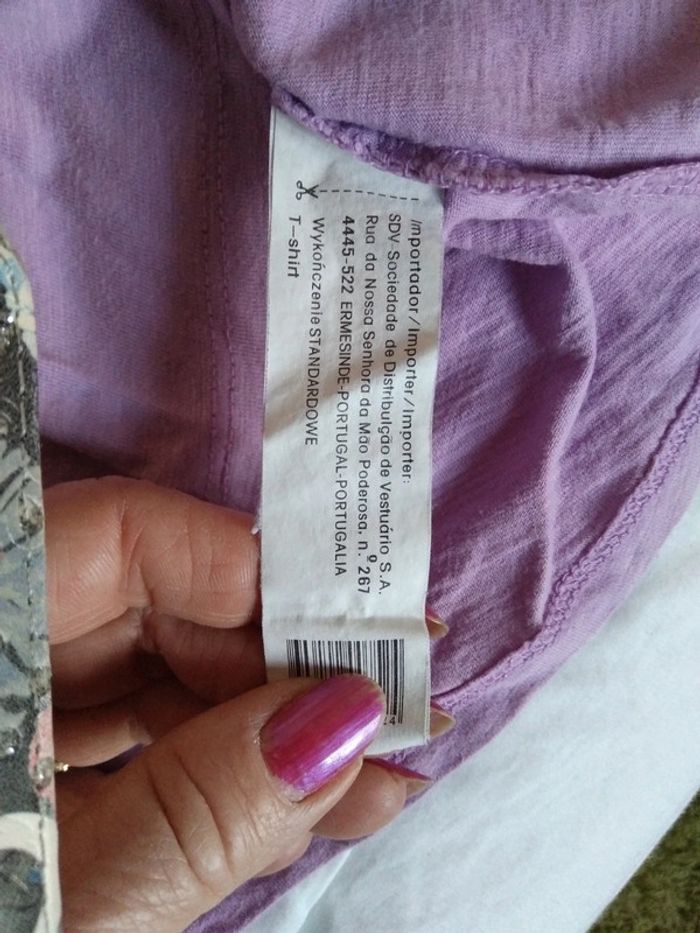 Importador/Importer/Importer:
SDV-Sociedade de Distribuição de Vestuário S.A.
Rua da Nossa Senhora da Mão Poderosa, n.º 267
4445-522 ERMESINDE-PORTUGAL-PORTUGALIA
Wykończenie STANDARDOWE
T-shirt